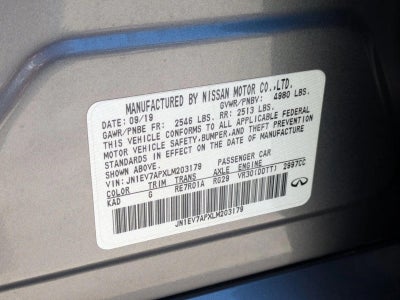 MANUFACTURED BY NISSAN MOTOR CO.,LTD.
DATE: 09/19 GVWR/PNBV: 4980 LBS.
GAWR/PNBE FR: 2546 LBS. RR: 2513 LBS.
THIS VEHICLE CONFORMS TO ALL APPLICABLE FEDERAL
MOTOR VEHICLE SAFETY,BUMPER,AND THEFT PREVENTION
STANDARDS IN EFFECT ON THE DATE OF MANUFACTURE
SHOWN ABOVE.
VIN:JN1EV7APXLM203179 PASSENGER CAR
COLOR TRIM TRANS AXLE ENGINE 2997CC
KAD G RE7R01A RG29 VR30(DDTT)
JN1EV7APXLM203179